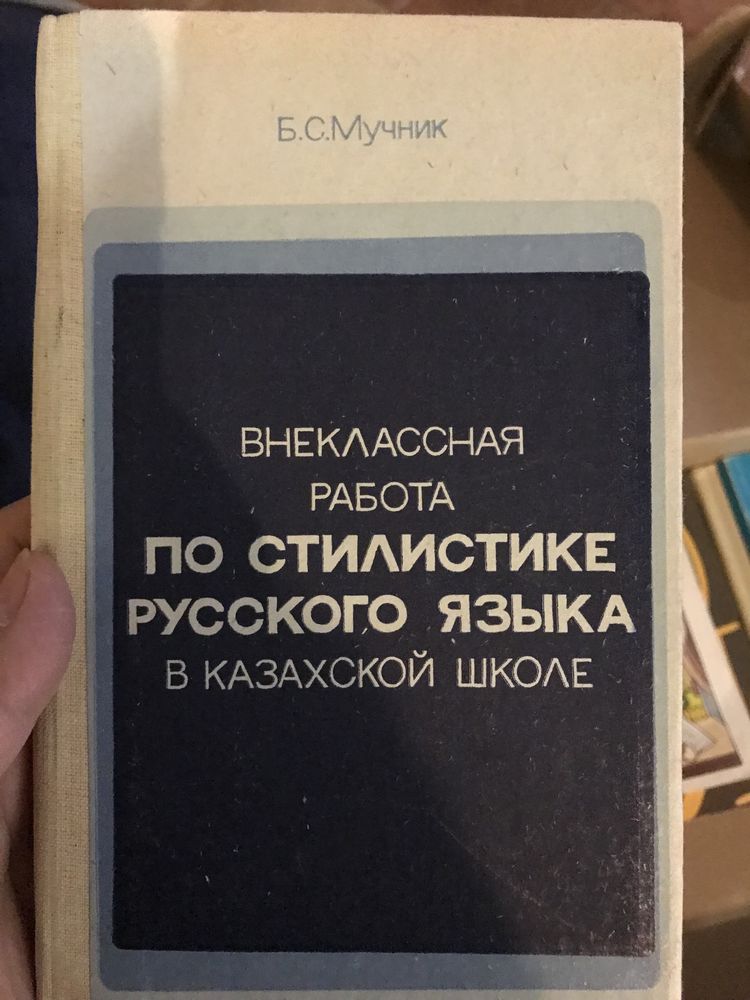 Б.С.Мучник
ВНЕКЛАССНАЯ
РАБОТА
ПО СТИЛИСТИКЕ
РУССКОГО ЯЗЫКА
В КАЗАХСКОЙ ШКОЛЕ